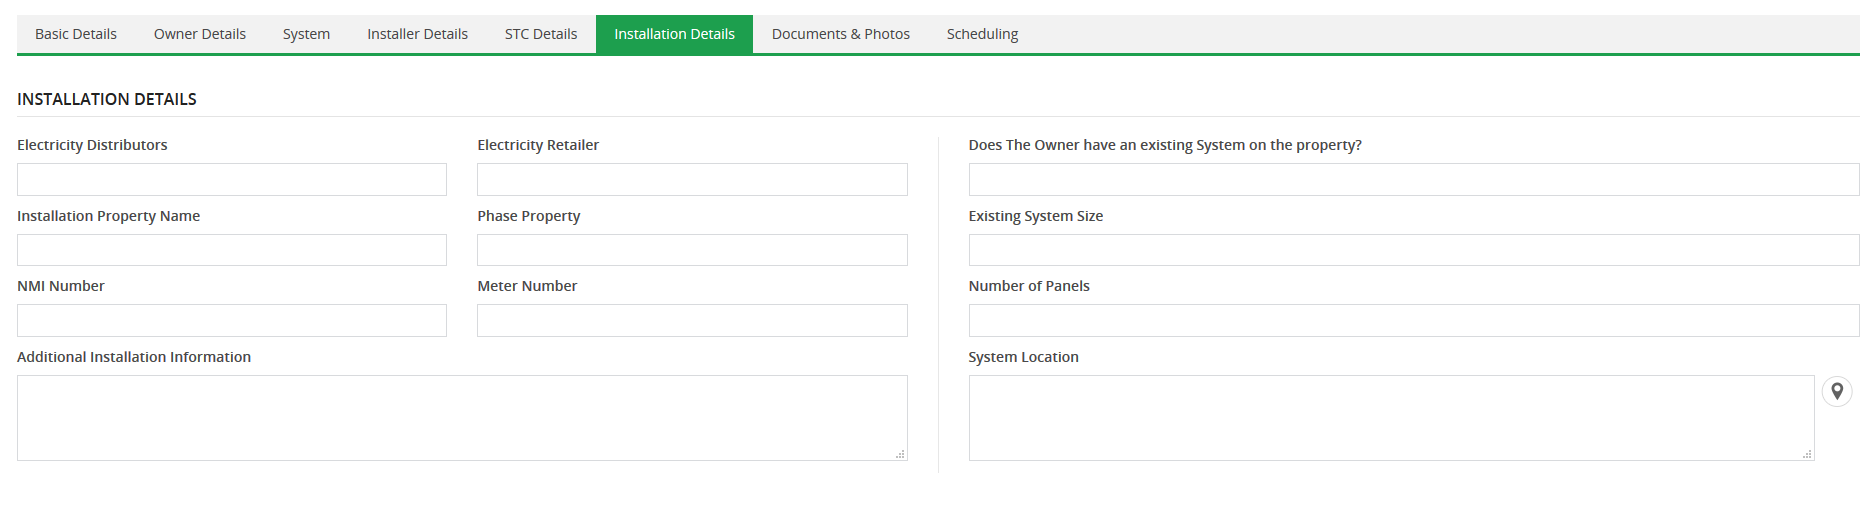 Basic Details Owner Details System Installer Details STC Details Installation Details Documents & Photos Scheduling
INSTALLATION DETAILS
Electricity Distributors Electricity Retailer Does The Owner have an existing System on the property?
Installation Property Name Phase Property Existing System Size
NMI Number Meter Number Number of Panels
Additional Installation Information System Location